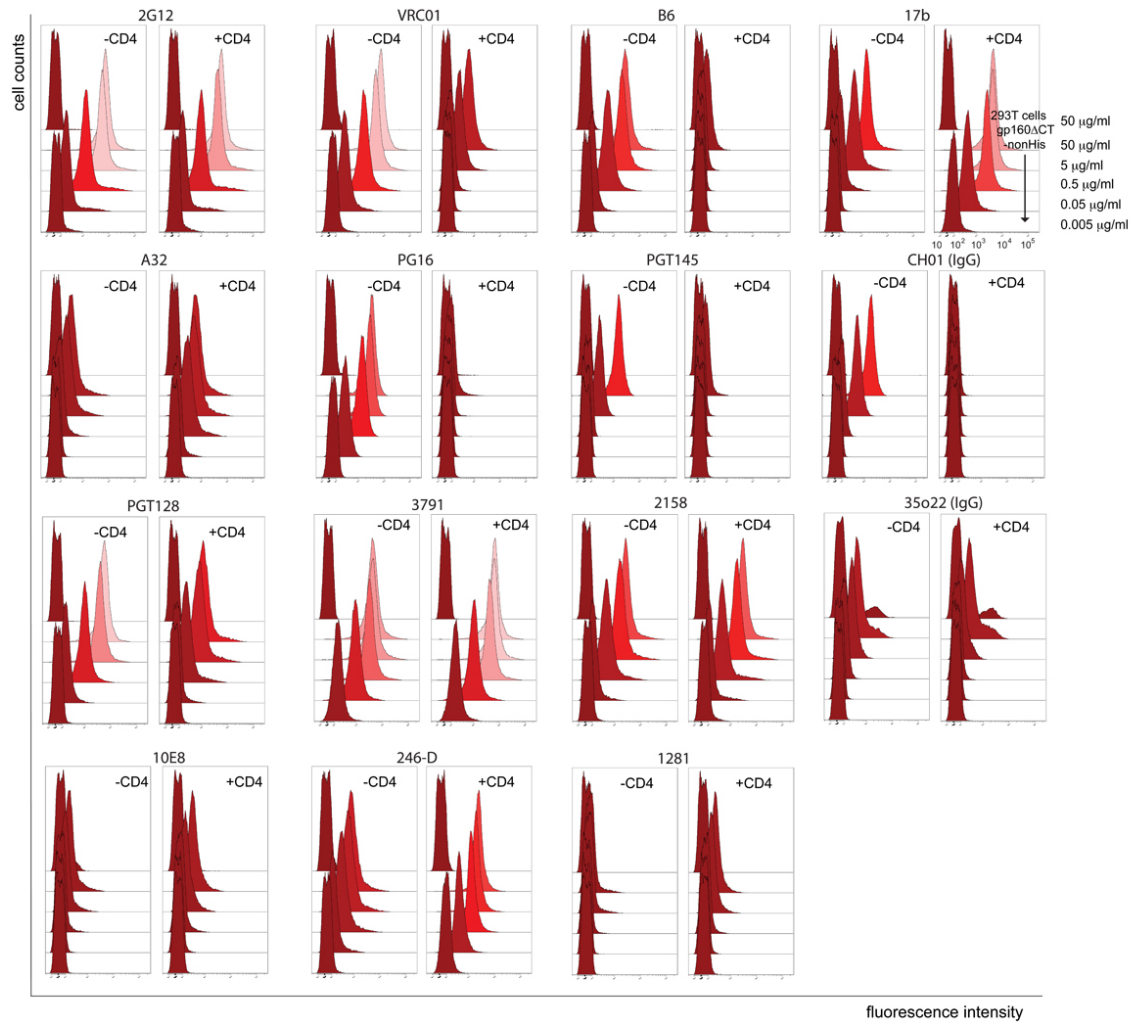 2G12
VRC01
B6
17b
cell counts
-CD4
+CD4
-CD4
+CD4
-CD4
+CD4
-CD4
+CD4
293T cells
gp160ΔCT
-nonHis
50 µg/ml
50 µg/ml
5 µg/ml
0.5 µg/ml
0.05 µg/ml
0.005 µg/ml
10 10² 10³ 10⁴ 10⁵
A32
PG16
PGT145
CH01 (IgG)
-CD4
+CD4
-CD4
+CD4
-CD4
+CD4
-CD4
+CD4
PGT128
3791
2158
35o22 (IgG)
-CD4
+CD4
-CD4
+CD4
-CD4
+CD4
-CD4
+CD4
10E8
246-D
1281
-CD4
+CD4
-CD4
+CD4
-CD4
+CD4
fluorescence intensity